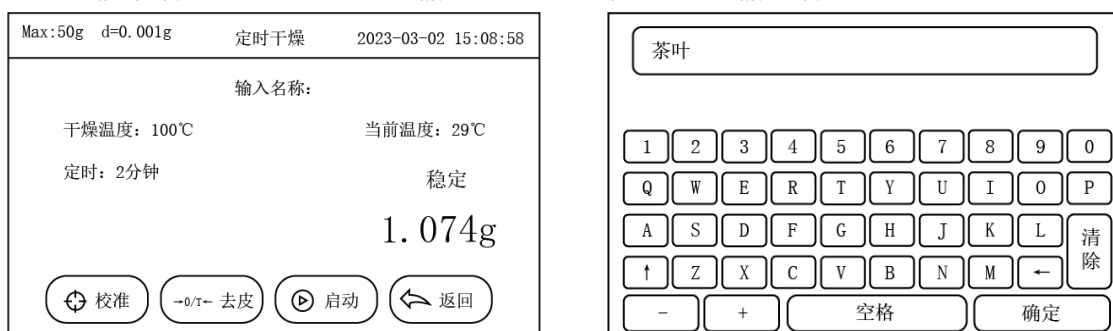 Max:50g d=0.001g 定时干燥 2023-03-02 15:08:58
输入名称：
干燥温度：100℃ 当前温度：29℃
定时：2分钟 稳定
1.074g
校准 →0/T← 去皮 启动 返回
茶叶
1 2 3 4 5 6 7 8 9 0
Q W E R T Y U I O P
A S D F G H J K L 清除
↑ Z X C V B N M ←
- + 空格 确定